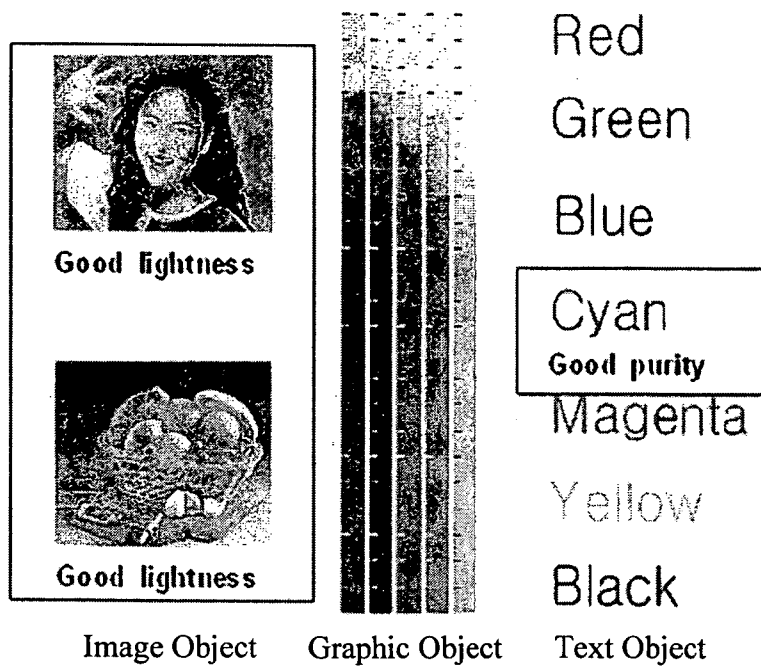 Good lightness
Good lightness
Red
Green
Blue
Cyan
Good purity
Magenta
Yellow
Black
Image Object
Graphic Object
Text Object